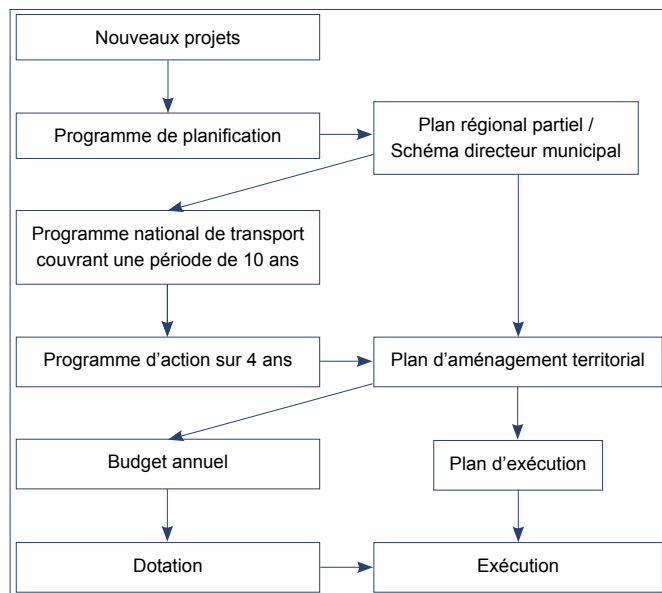 Nouveaux projets
Programme de planification
Plan régional partiel /
Schéma directeur municipal
Programme national de transport
couvrant une période de 10 ans
Programme d'action sur 4 ans
Plan d'aménagement territorial
Budget annuel
Plan d'exécution
Dotation
Exécution